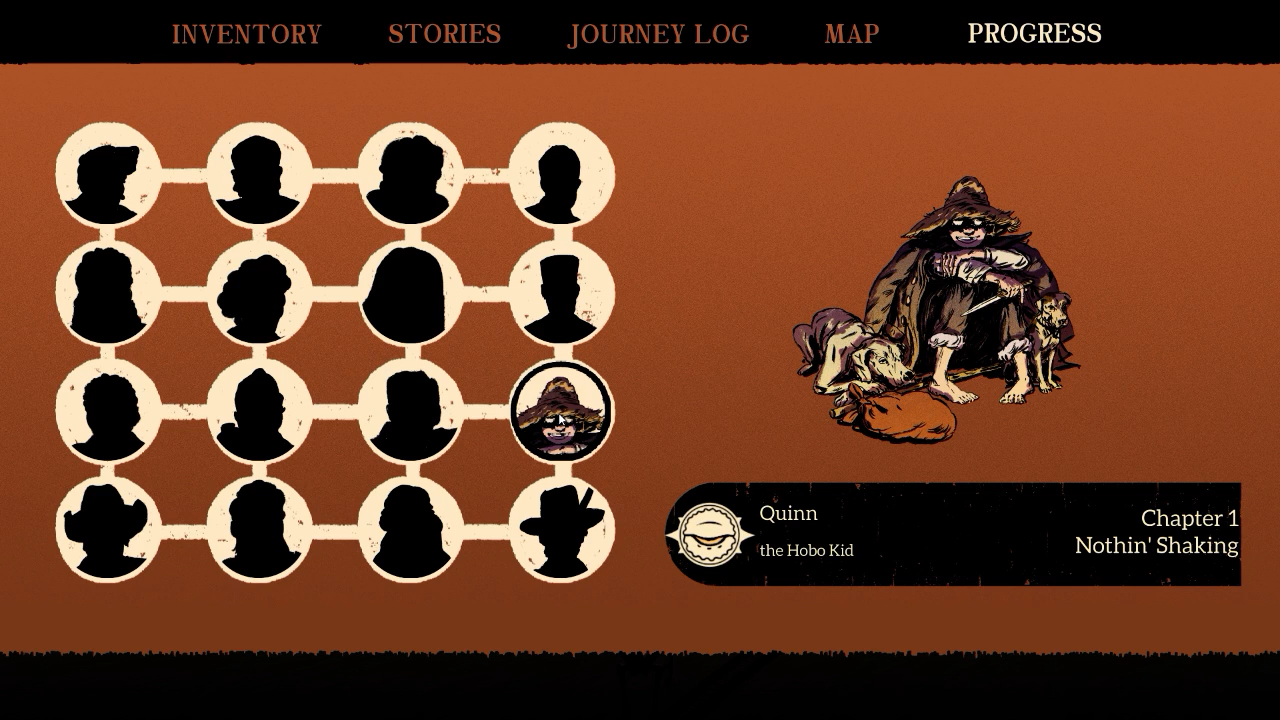 INVENTORY STORIES JOURNEY LOG MAP PROGRESS
Quinn
the Hobo Kid
Chapter 1
Nothin' Shaking